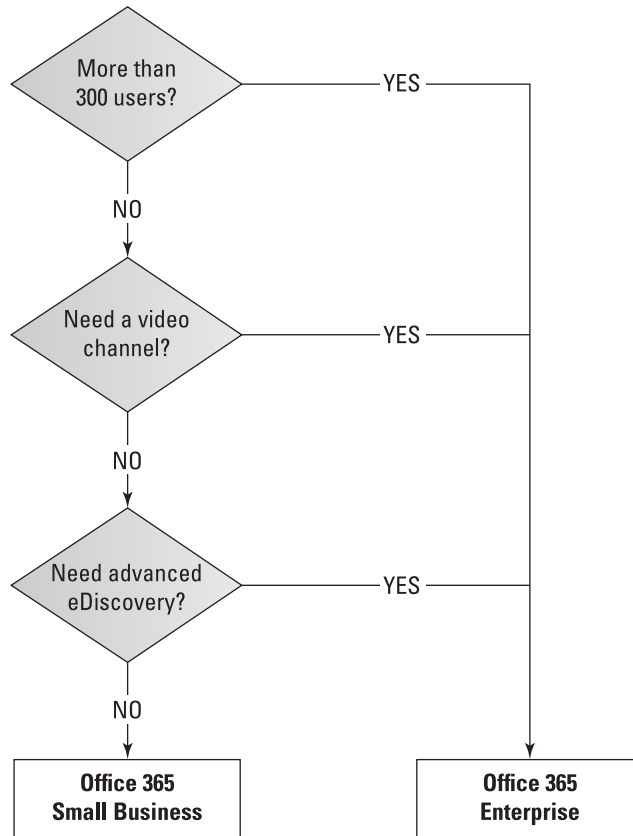 More than
300 users?
YES
NO
Need a video
channel?
YES
NO
Need advanced
eDiscovery?
YES
NO
Office 365
Small Business
Office 365
Enterprise